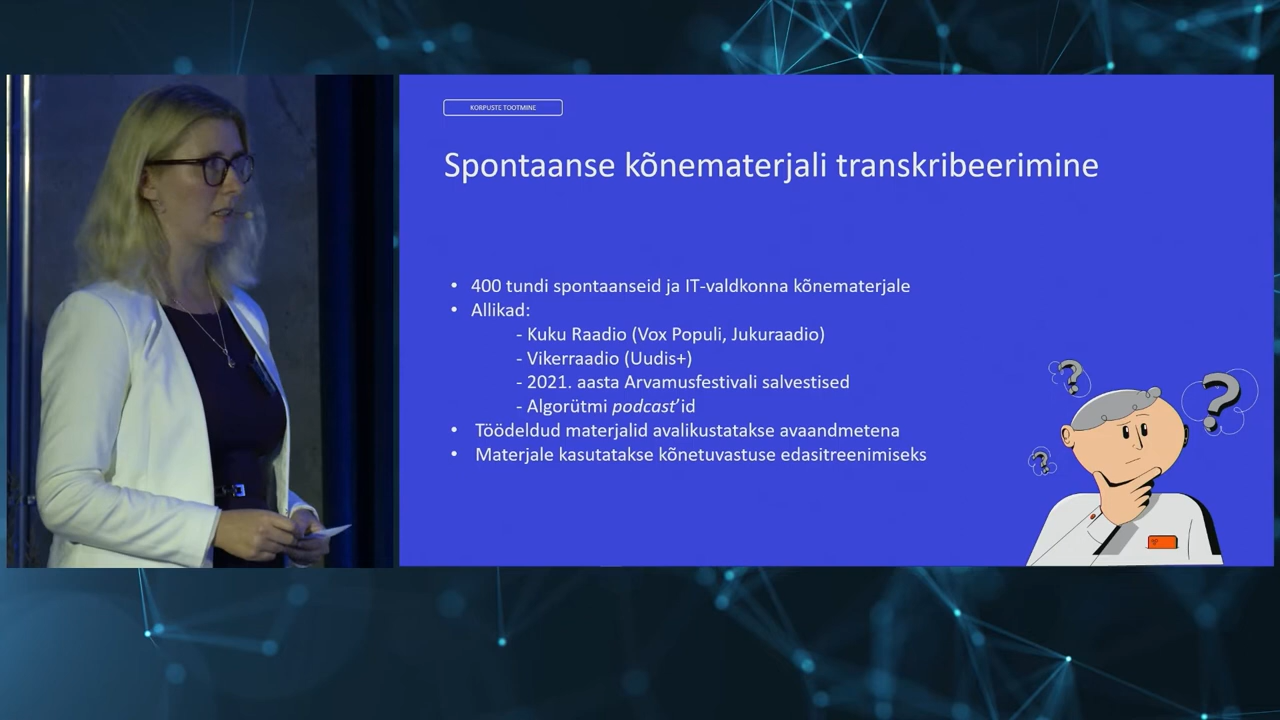 KORPUSTE TOOTMINE
Spontaanse kõnematerjali transkribeerimine
• 400 tundi spontaanseid ja IT-valdkonna kõnematerjale
• Allikad:
- Kuku Raadio (Vox Populi, Jukuraadio)
- Vikerraadio (Uudis+)
- 2021. aasta Arvamusfestivali salvestised
- Algorütmi podcast’id
• Töödeldud materjalid avalikustatakse avaandmetena
• Materjale kasutatakse kõnetuvastuse edasitreenimiseks